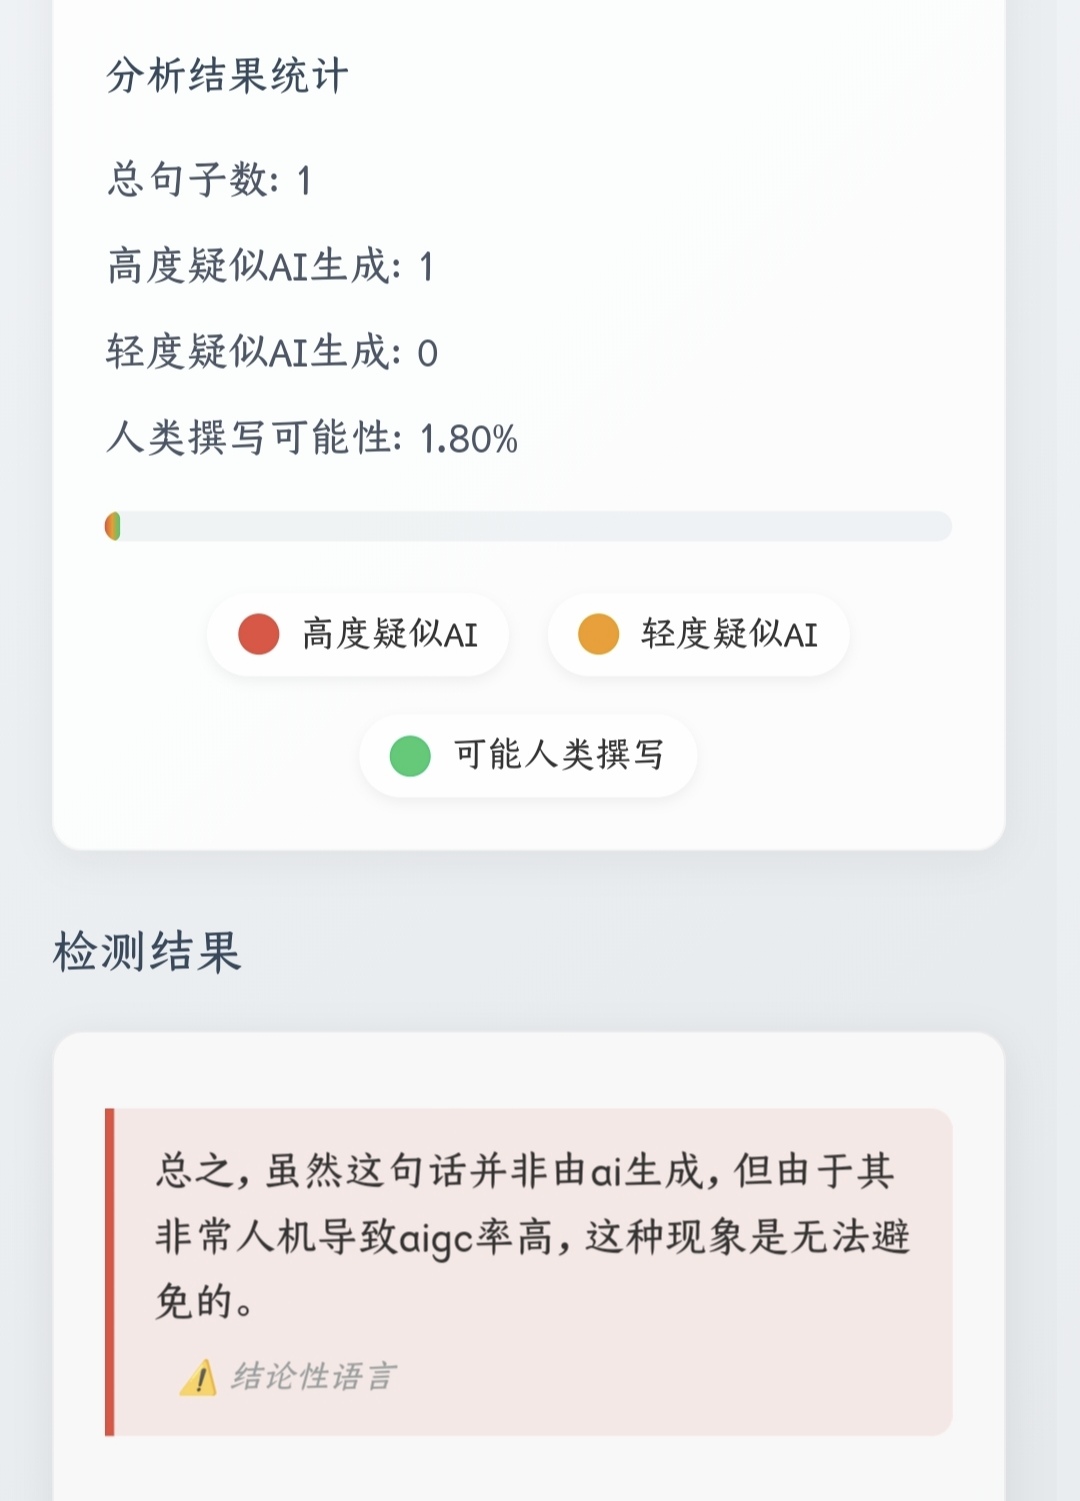 分析结果统计
总句子数: 1
高度疑似AI生成: 1
轻度疑似AI生成: 0
人类撰写可能性: 1.80%
高度疑似AI
轻度疑似AI
可能人类撰写
检测结果
总之, 虽然这句话并非由ai生成, 但由于其
非常人机导致aigc率高, 这种现象是无法避
免的。
结论性语言